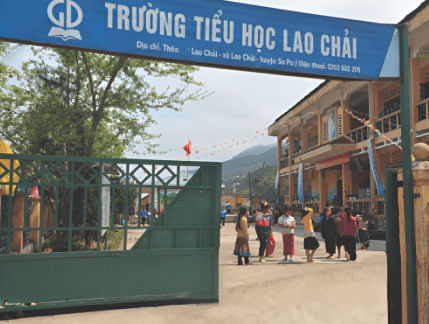 GD
TRƯỜNG TIỂU HỌC LAO CHẢI
Địa chỉ: Thôn Lao Chải - xã Lao Chải - huyện Sa Pa / Điện thoại: 0203 502 201